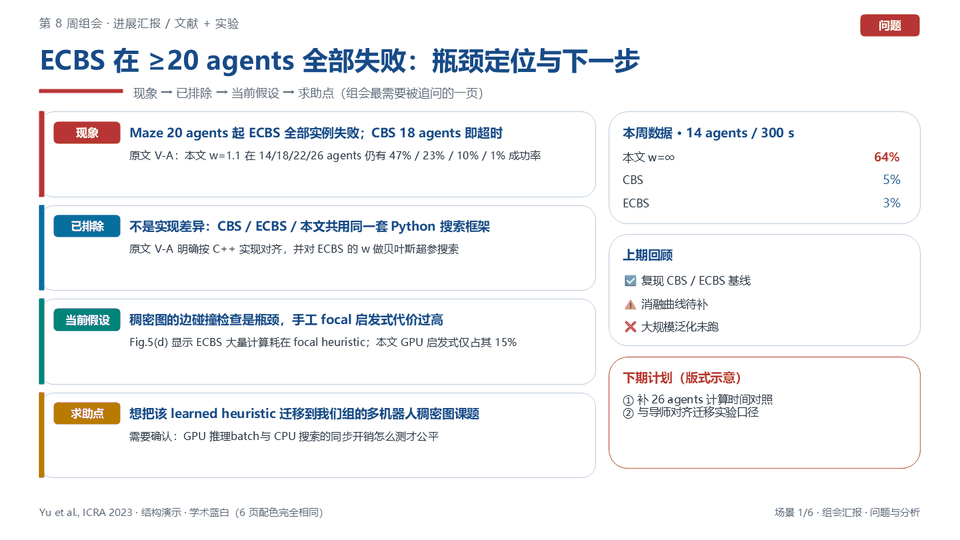 第 8 周组会 · 进展汇报 / 文献 + 实验
问题
ECBS 在 ≥20 agents 全部失败：瓶颈定位与下一步
现象 → 已排除 → 当前假设 → 求助点（组会最需要被追问的一页）
现象
Maze 20 agents 起 ECBS 全部实例失败；CBS 18 agents 即超时
原文 V-A：本文 w=1.1 在 14/18/22/26 agents 仍有 47% / 23% / 10% / 1% 成功率
已排除
不是实现差异：CBS / ECBS / 本文共用同一套 Python 搜索框架
原文 V-A 明确按 C++ 实现对齐，并对 ECBS 的 w 做贝叶斯超参搜索
当前假设
稠密图的边碰撞检查是瓶颈，手工 focal 启发式代价过高
Fig.5(d) 显示 ECBS 大量计算耗在 focal heuristic；本文 GPU 启发式仅占其 15%
求助点
想把该 learned heuristic 迁移到我们组的多机器人稠密图课题
需要确认：GPU 推理batch与 CPU 搜索的同步开销怎么测才公平
本周数据 · 14 agents / 300 s
本文 w=∞ 64%
CBS 5%
ECBS 3%
上期回顾
☑ 复现 CBS / ECBS 基线
⚠ 消融曲线待补
❌ 大规模泛化未跑
下期计划（版式示意）
① 补 26 agents 计算时间对照
② 与导师对齐迁移实验口径
Yu et al., ICRA 2023 · 结构演示 · 学术蓝白（6 页配色完全相同）
场景 1/6 · 组会汇报 · 问题与分析